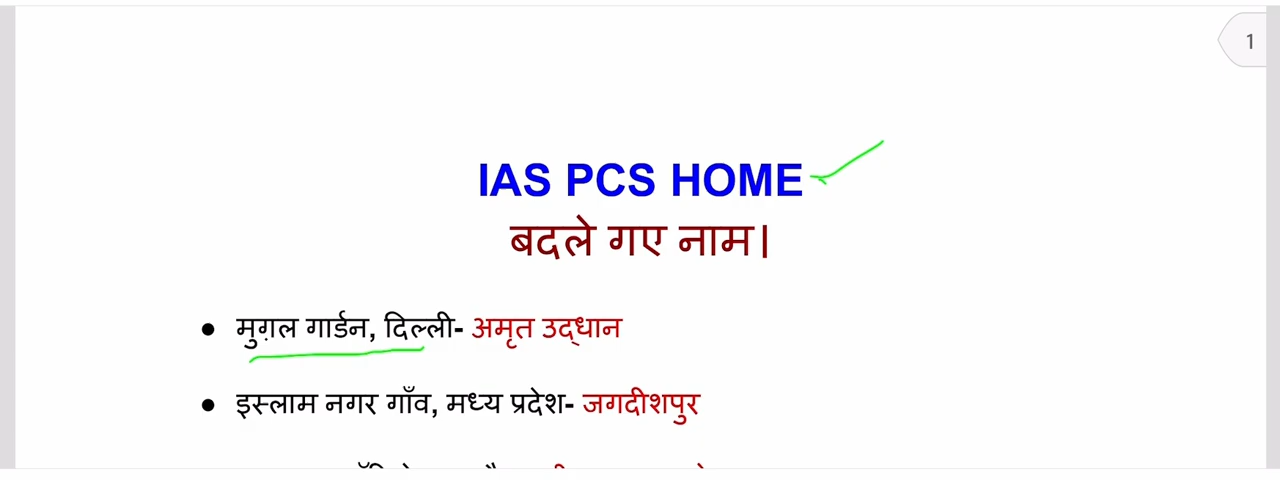 1
IAS PCS HOME
बदले गए नाम।
● मुग़ल गार्डन, दिल्ली- अमृत उद्धान
● इस्लाम नगर गाँव, मध्य प्रदेश- जगदीशपुर